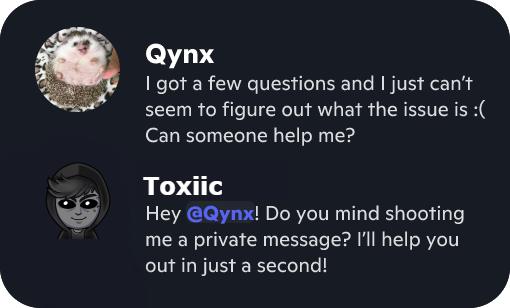 Qynx
I got a few questions and I just can't
seem to figure out what the issue is :(
Can someone help me?
Toxiic
Hey @Qynx! Do you mind shooting
me a private message? I'll help you
out in just a second!